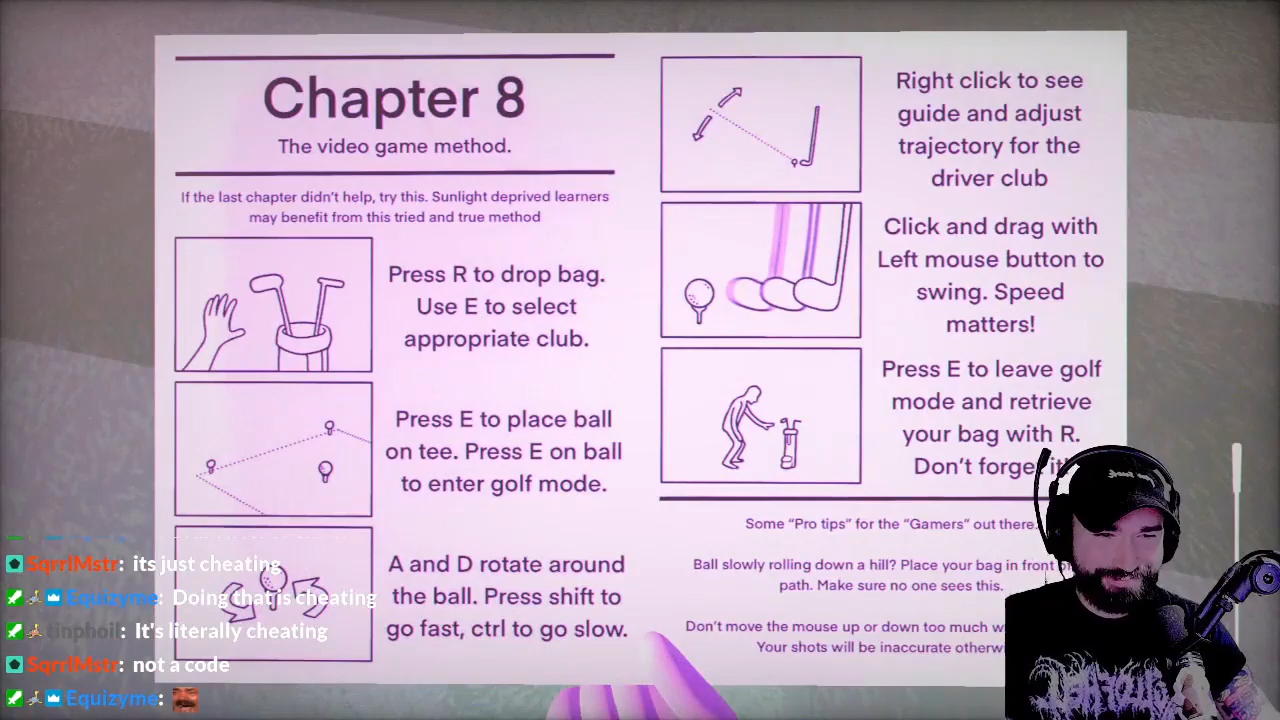 Chapter 8
The video game method.
If the last chapter didn't help, try this. Sunlight deprived learners
may benefit from this tried and true method
Press R to drop bag.
Use E to select
appropriate club.
Press E to place ball
on tee. Press E on ball
to enter golf mode.
A and D rotate around
the ball. Press shift to
go fast, ctrl to go slow.
Right click to see
guide and adjust
trajectory for the
driver club
Click and drag with
Left mouse button to
swing. Speed
matters!
Press E to leave golf
mode and retrieve
your bag with R.
Don't forget it!
Some "Pro tips" for the "Gamers" out there.
Ball slowly rolling down a hill? Place your bag in front of
path. Make sure no one sees this.
Don't move the mouse up or down too much
Your shots will be inaccurate
SqrrlMstr: its just cheating
Equizyme: Doing that is cheating
tinphoil: It's literally cheating
SqrrlMstr: not a code
Equizyme: